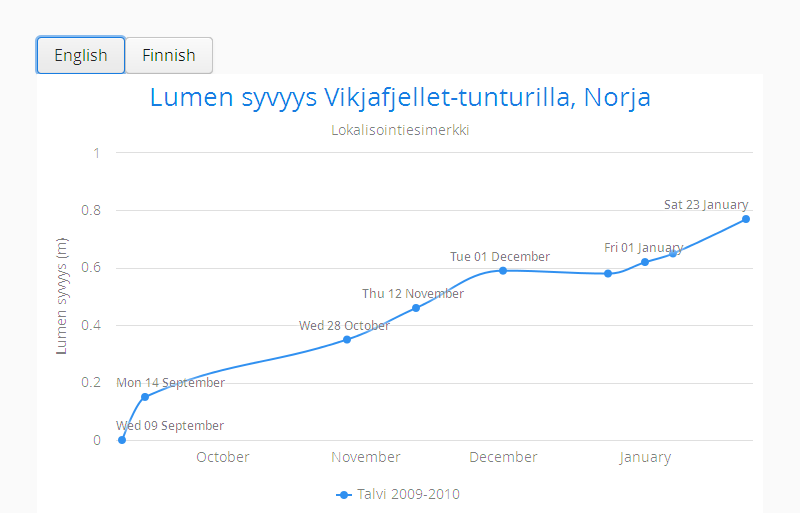 English Finnish
Lumen syvyys Vikjafjellet-tunturilla, Norja
Lokalisointiesimerkki
1
Sat 23 January
0.8
Fri 01 January
Tue 01 December
0.6
Thu 12 November
Wed 28 October
0.4
Mon 14 September
0.2
Wed 09 September
0
Lumen syvyys (m)
October November December January
Talvi 2009-2010